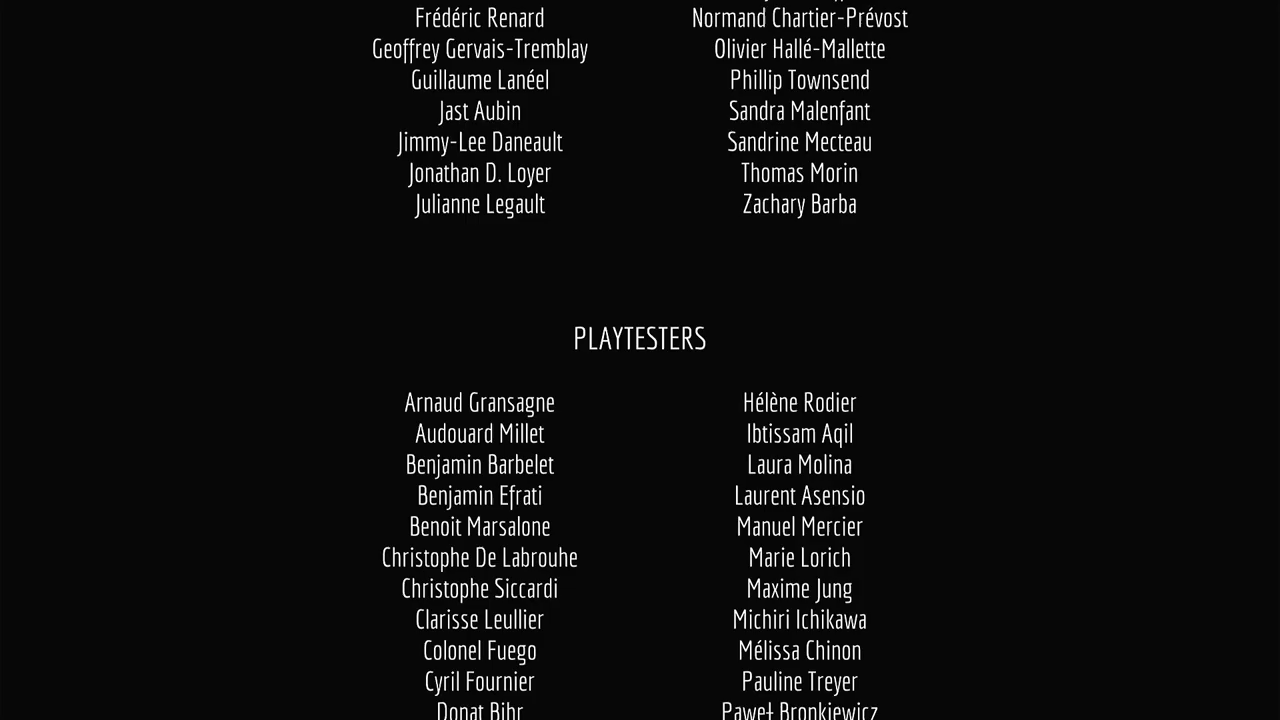 Frédéric Renard
Geoffrey Gervais-Tremblay
Guillaume Lanéel
Jast Aubin
Jimmy-Lee Daneault
Jonathan D. Loyer
Julianne Legault
Normand Chartier-Prévost
Olivier Hallé-Mallette
Phillip Townsend
Sandra Malenfant
Sandrine Mecteau
Thomas Morin
Zachary Barba
PLAYTESTERS
Arnaud Gransagne
Audouard Millet
Benjamin Barbelet
Benjamin Efrati
Benoit Marsalone
Christophe De Labrouhe
Christophe Siccardi
Clarisse Leullier
Colonel Fuego
Cyril Fournier
Donat Bihr
Hélène Rodier
Ibtissam Aqil
Laura Molina
Laurent Asensio
Manuel Mercier
Marie Lorich
Maxime Jung
Michiri Ichikawa
Mélissa Chinon
Pauline Treyer
Paweł Bronkiewicz